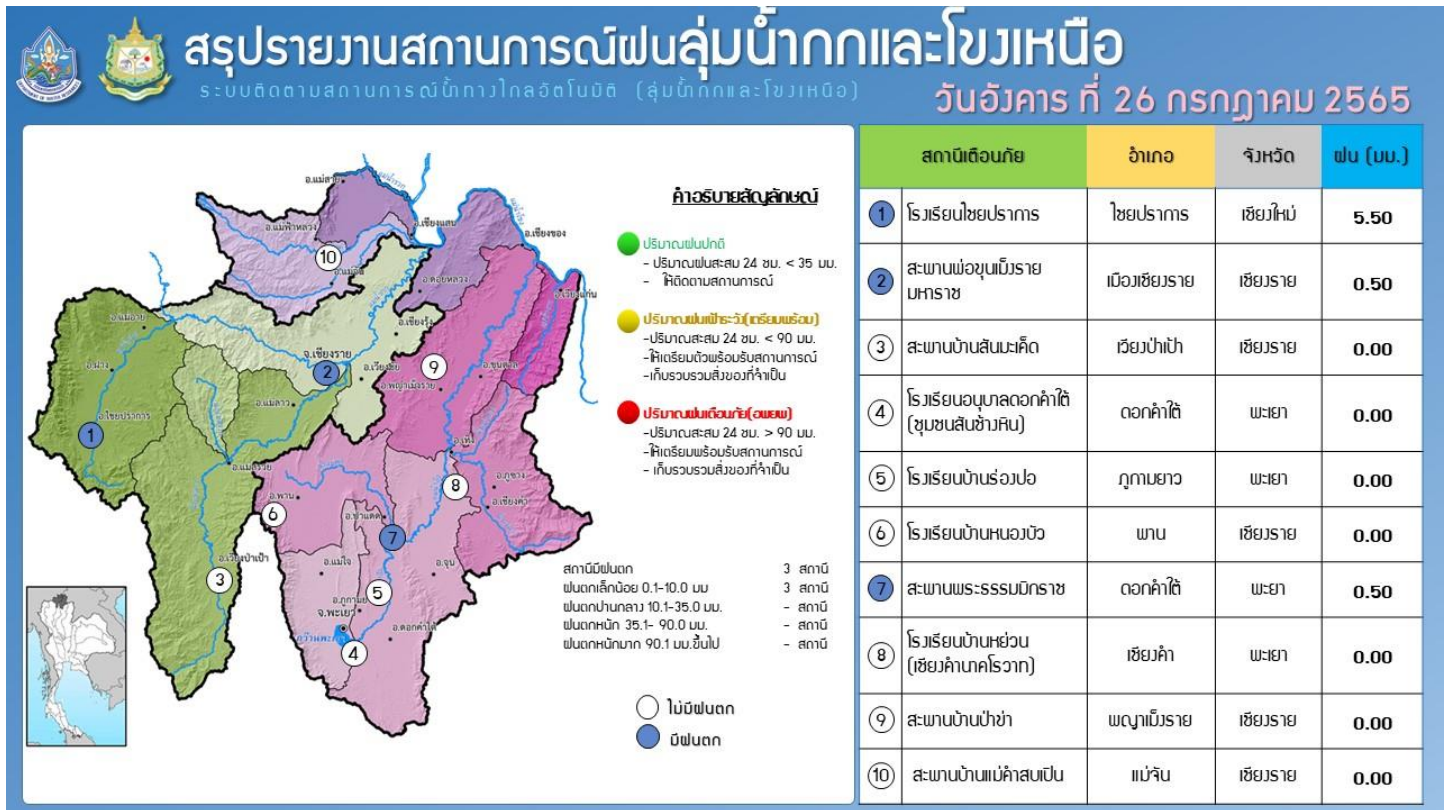 สรุปรายงานสถานการณ์ฝนลุ่มน้ำกกและโขงเหนือ
ระบบติดตามสถานการณ์น้ำทางไกลอัตโนมัติ (ลุ่มน้ำกกและโขงเหนือ)
วันอังคาร ที่ 26 กรกฎาคม 2565
อ.แม่สาย
อ.แม่ฟ้าหลวง
อ.เชียงแสน
อ.เชียงของ
10
อ.ดอยหลวง
อ.เวียงแก่น
อ.แม่อาย
อ.เชียงรุ้ง
จ.เชียงราย
2
9
อ.ฝาง
อ.พญาเม็งราย
อ.ขุนตาล
อ.แม่ลาว
อ.ไชยปราการ
1
อ.เทิง
อ.แม่สรวย
8
อ.ภูซาง
อ.เชียงคำ
อ.พาน
6
อ.ป่าแดด
7
อ.เวียงป่าเป้า
3
อ.แม่ใจ
อ.จุน
5
จ.พะเยา
อ.ดอกคำใต้
4
คำอธิบายสัญลักษณ์
ปริมาณฝนปกติ
- ปริมาณฝนสะสม 24 ชม. < 35 มม.
- ให้ติดตามสถานการณ์
ปริมาณฝนเฝ้าระวัง(เตรียมพร้อม)
-ปริมาณสะสม 24 ชม. < 90 มม.
-ให้เตรียมตัวพร้อมรับสถานการณ์
-เก็บรวบรวมสิ่งของที่จำเป็น
ปริมาณฝนเตือนภัย(อพยพ)
-ปริมาณสะสม 24 ชม. > 90 มม.
-ให้เตรียมพร้อมรับสถานการณ์
- เก็บรวบรวมสิ่งของที่จำเป็น
สถานีมีฝนตก 3 สถานี
ฝนตกเล็กน้อย 0.1-10.0 มม 3 สถานี
ฝนตกปานกลาง 10.1-35.0 มม. - สถานี
ฝนตกหนัก 35.1- 90.0 มม. - สถานี
ฝนตกหนักมาก 90.1 มม.ขึ้นไป - สถานี
ไม่มีฝนตก
มีฝนตก
สถานีเตือนภัย อำเภอ จังหวัด ฝน (มม.)
1 โรงเรียนไชยปราการ ไชยปราการ เชียงใหม่ 5.50
2 สะพานพ่อขุนเม็งราย
มหาราช เมืองเชียงราย เชียงราย 0.50
3 สะพานบ้านสันมะเค็ด เวียงป่าเป้า เชียงราย 0.00
4 โรงเรียนอนุบาลดอกคำใต้
(ชุมชนสันช้างหิน) ดอกคำใต้ พะเยา 0.00
5 โรงเรียนบ้านร่องปอ ภูกามยาว พะเยา 0.00
6 โรงเรียนบ้านหนองบัว พาน เชียงราย 0.00
7 สะพานพระธรรมมิกราช ดอกคำใต้ พะเยา 0.50
8 โรงเรียนบ้านหย่วน
(เชียงคำนาคโรวาท) เชียงคำ พะเยา 0.00
9 สะพานบ้านป่าข่า พญาเม็งราย เชียงราย 0.00
10 สะพานบ้านแม่คำสบเปิน แม่จัน เชียงราย 0.00